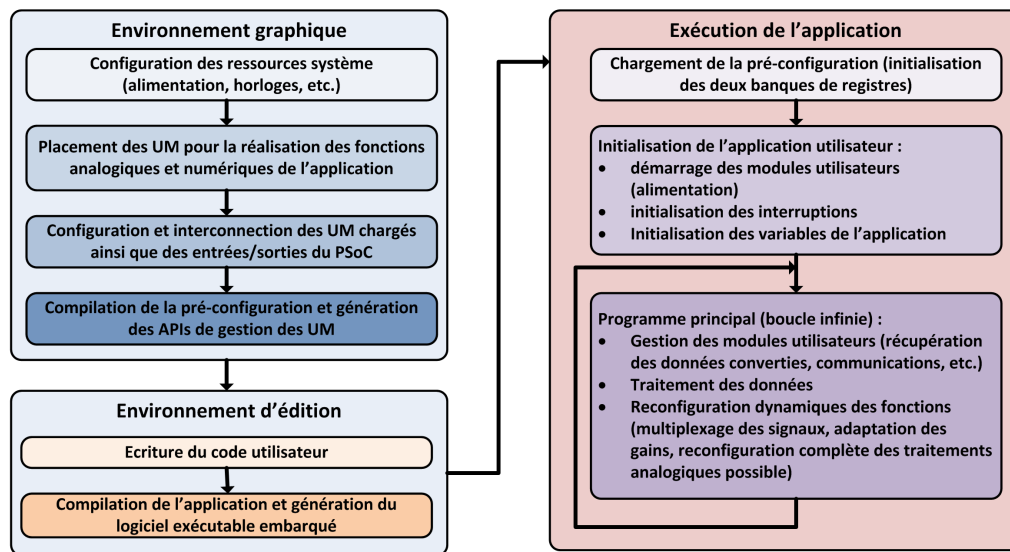 Environnement graphique
Configuration des ressources système
(alimentation, horloges, etc.)
Placement des UM pour la réalisation des fonctions
analogiques et numériques de l'application
Configuration et interconnection des UM chargés
ainsi que des entrées/sorties du PSoC
Compilation de la pré-configuration et génération
des APIs de gestion des UM
Environnement d'édition
Ecriture du code utilisateur
Compilation de l'application et génération du
logiciel exécutable embarqué
Exécution de l'application
Chargement de la pré-configuration (initialisation
des deux banques de registres)
Initialisation de l'application utilisateur :
• démarrage des modules utilisateurs
(alimentation)
• initialisation des interruptions
• Initialisation des variables de l'application
Programme principal (boucle infinie) :
• Gestion des modules utilisateurs (récupération
des données converties, communications, etc.)
• Traitement des données
• Reconfiguration dynamiques des fonctions
(multiplexage des signaux, adaptation des
gains, reconfiguration complète des traitements
analogiques possible)